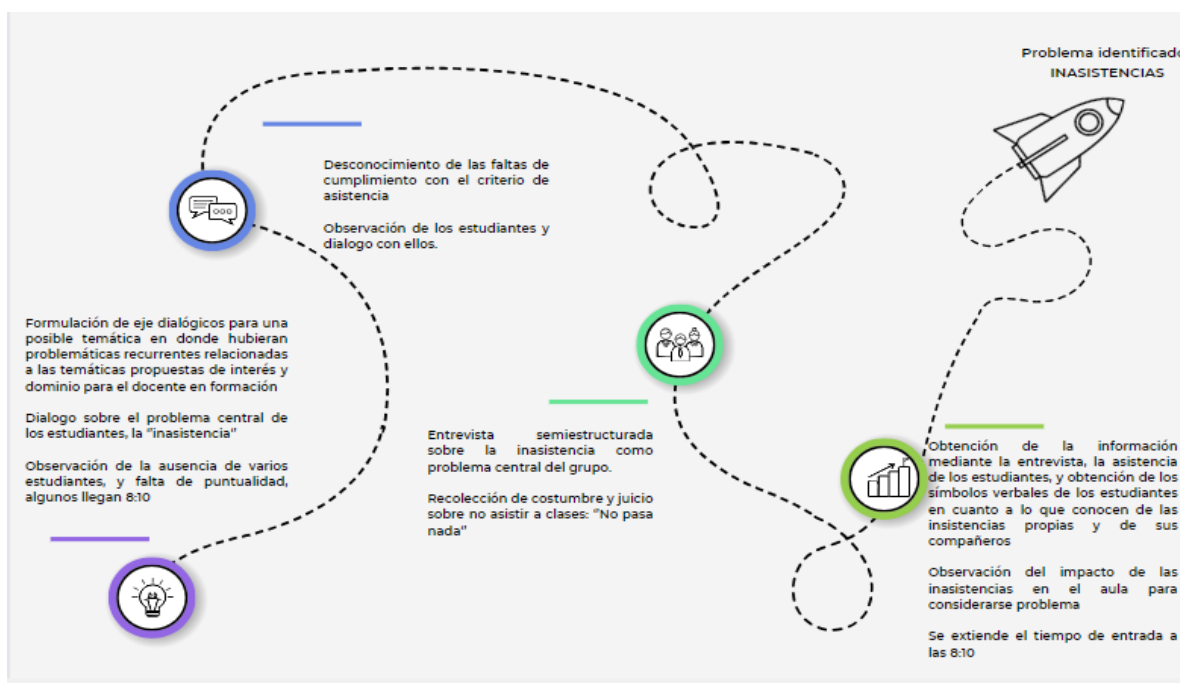 Problema identificado
INASISTENCIAS
Desconocimiento de las faltas de
cumplimiento con el criterio de
asistencia
Observación de los estudiantes y
dialogo con ellos.
Formulación de eje dialógicos para una
posible temática en donde hubieran
problemáticas recurrentes relacionadas
a las temáticas propuestas de interés y
dominio para el docente en formación
Dialogo sobre el problema central de
los estudiantes, la "inasistencia"
Observación de la ausencia de varios
estudiantes, y falta de puntualidad,
algunos llegan 8:10
Entrevista semiestructurada
sobre la inasistencia como
problema central del grupo.
Recolección de costumbre y juicio
sobre no asistir a clases: "No pasa
nada"
Obtención de la información
mediante la entrevista, la asistencia
de los estudiantes, y obtención de los
símbolos verbales de los estudiantes
en cuanto a lo que conocen de las
insistencias propias y de sus
compañeros
Observación del impacto de las
inasistencias en el aula para
considerarse problema
Se extiende el tiempo de entrada a
las 8:10